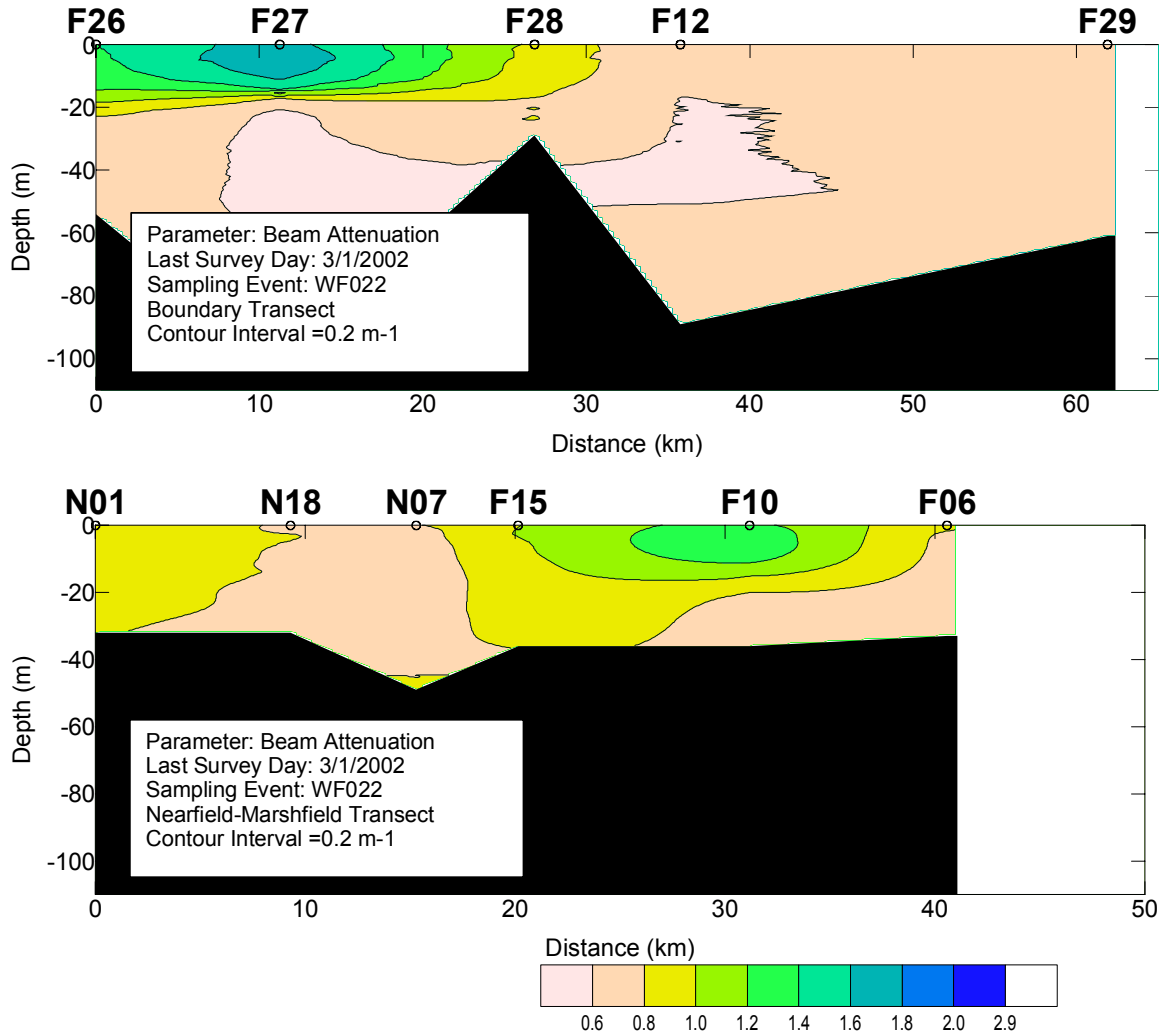 F26 F27 F28 F12 F29
0
-20
-40
-60
-80
-100
Depth (m)
Parameter: Beam Attenuation
Last Survey Day: 3/1/2002
Sampling Event: WF022
Boundary Transect
Contour Interval =0.2 m-1
0 10 20 30 40 50 60
Distance (km)
N01 N18 N07 F15 F10 F06
0
-20
-40
-60
-80
-100
Depth (m)
Parameter: Beam Attenuation
Last Survey Day: 3/1/2002
Sampling Event: WF022
Nearfield-Marshfield Transect
Contour Interval =0.2 m-1
0 10 20 30 40 50
Distance (km)
0.6 0.8 1.0 1.2 1.4 1.6 1.8 2.0 2.9